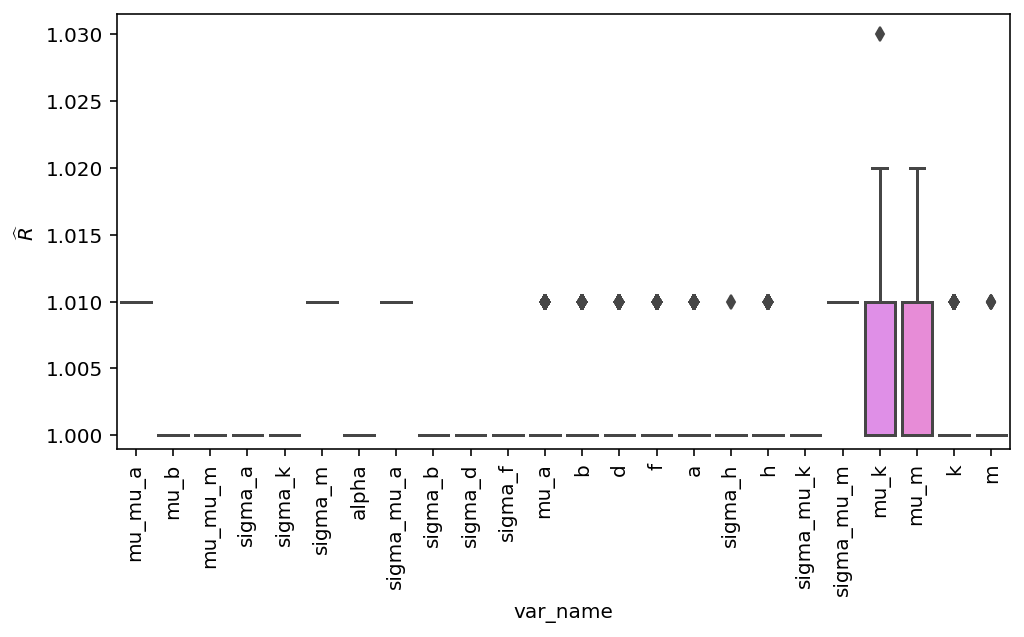 1.030
1.025
1.020
1.015
1.010
1.005
1.000
R̂
mu_mu_a
mu_b
mu_mu_m
sigma_a
sigma_k
sigma_m
alpha
sigma_mu_a
sigma_b
sigma_d
sigma_f
mu_a
b
d
f
a
sigma_h
h
sigma_mu_k
sigma_mu_m
mu_k
mu_m
k
m
var_name